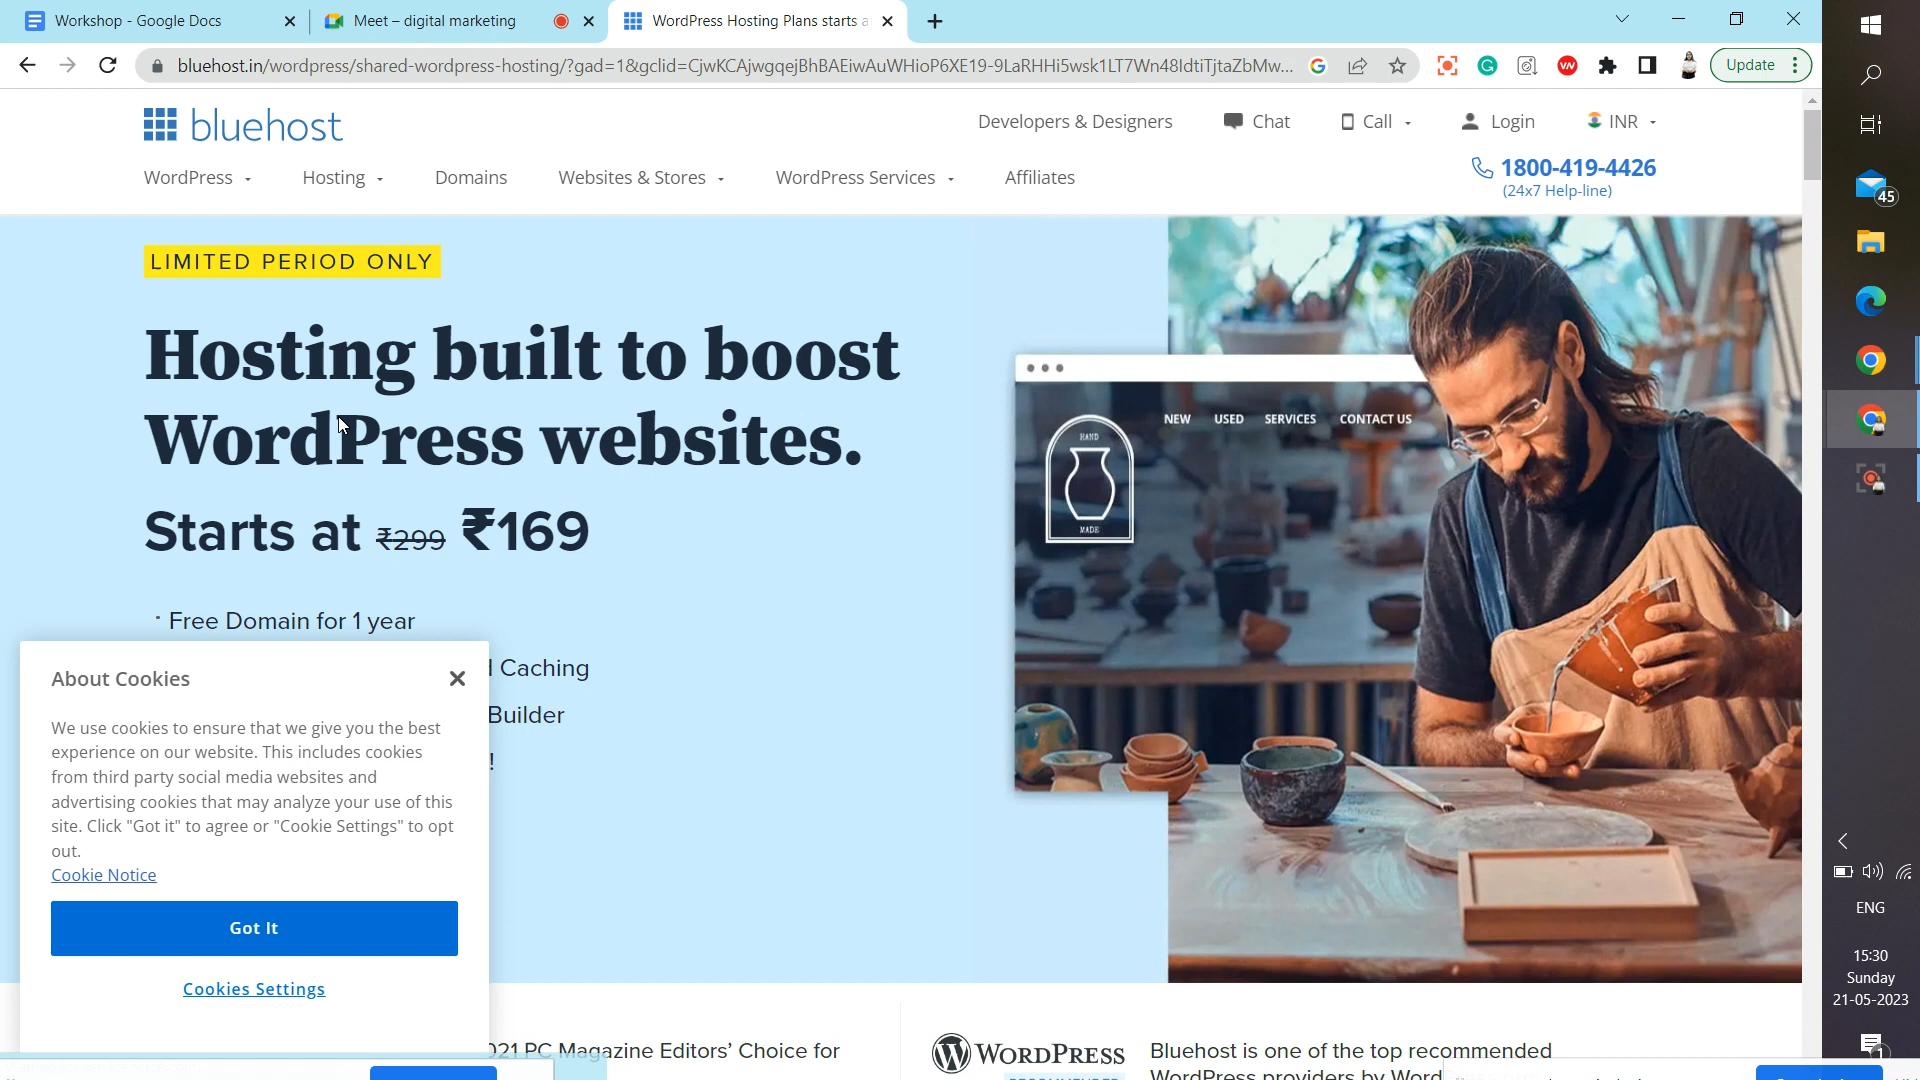 Workshop - Google Docs
Meet – digital marketing
WordPress Hosting Plans starts a
bluehost.in/wordpress/shared-wordpress-hosting/?gad=1&gclid=CjwKCAjwgqejBhBAEiwAuWHioP6XE19-9LaRHHi5wsk1LT7Wn48IdtiTjtaZbMw...
Update
bluehost
Developers & Designers
Chat
Call
Login
INR
WordPress
Hosting
Domains
Websites & Stores
WordPress Services
Affiliates
1800-419-4426
(24x7 Help-line)
45
LIMITED PERIOD ONLY
Hosting built to boost
WordPress websites.
Starts at ₹299 ₹169
Free Domain for 1 year
Caching
Builder
!
NEW USED SERVICES CONTACT US
HAND
MADE
About Cookies
We use cookies to ensure that we give you the best
experience on our website. This includes cookies
from third party social media websites and
advertising cookies that may analyze your use of this
site. Click "Got it" to agree or "Cookie Settings" to opt
out.
Cookie Notice
Got It
Cookies Settings
021 PC Magazine Editors' Choice for
WORDPRESS
Bluehost is one of the top recommended
WordPress providers by Word
ENG
15:30
Sunday
21-05-2023
1